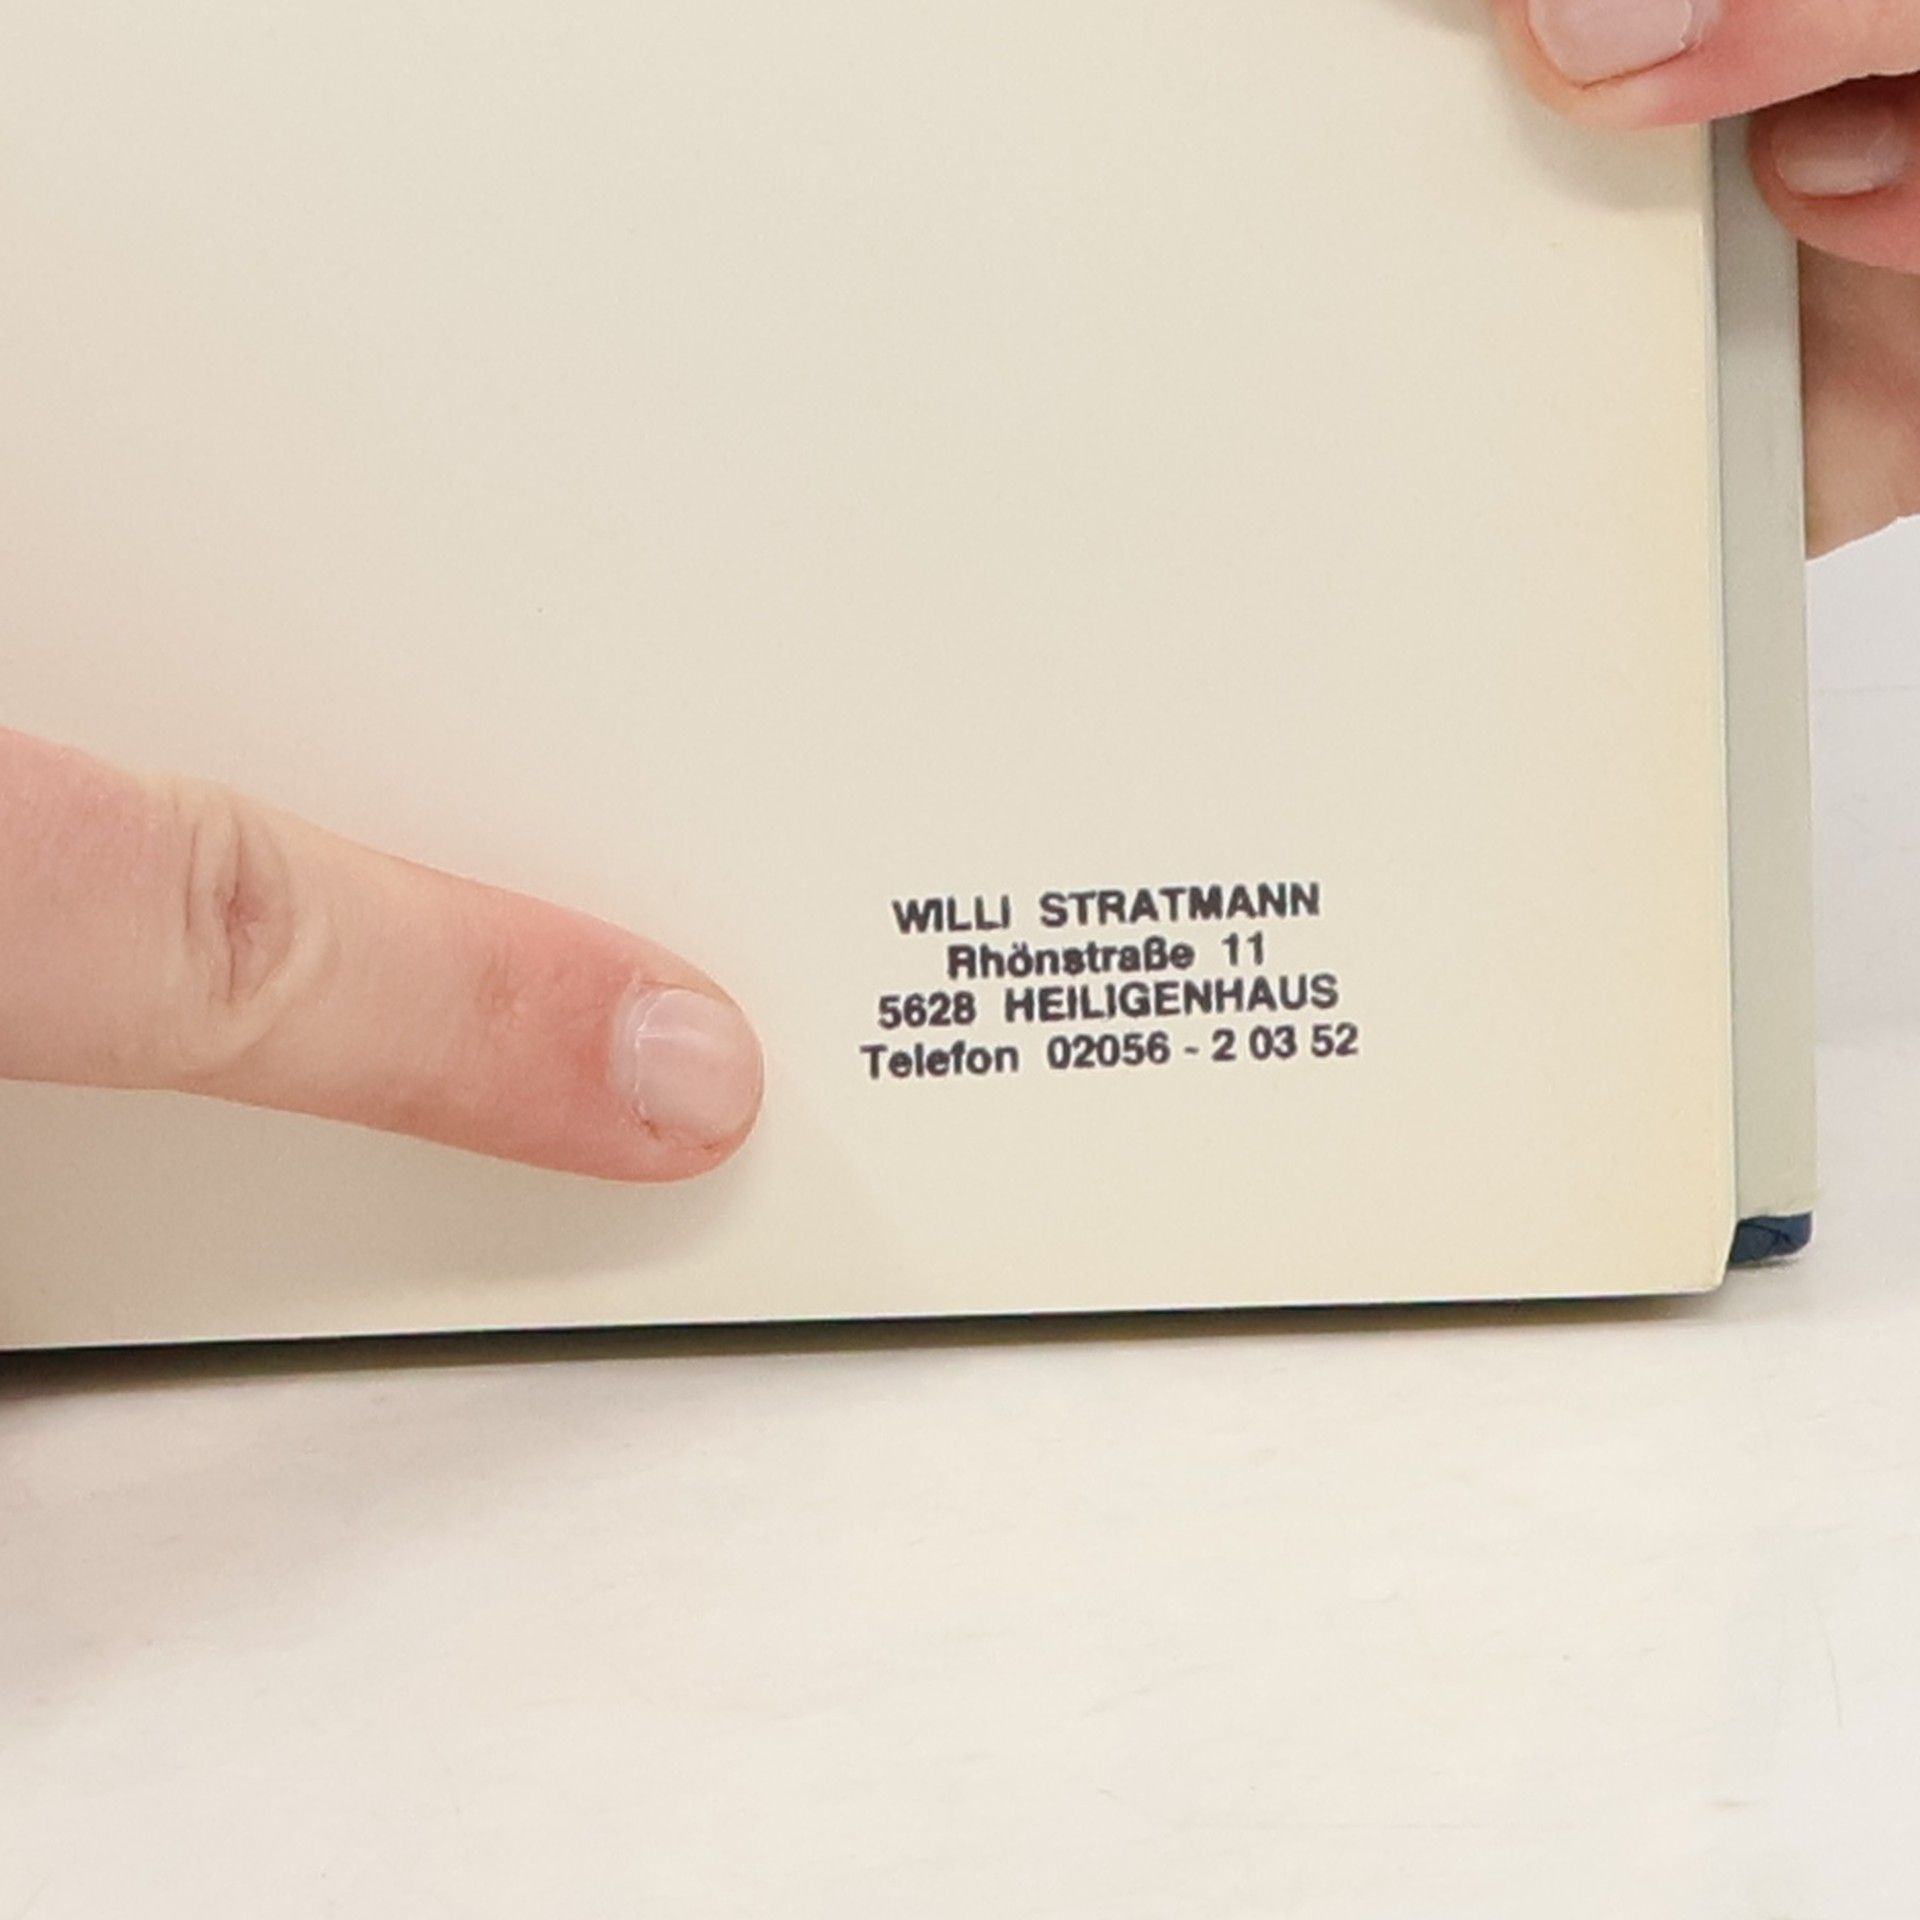 WILLI STRATMANN
Rhönstraße 11
5628 HEILIGENHAUS
Telefon 02056 - 2 03 52